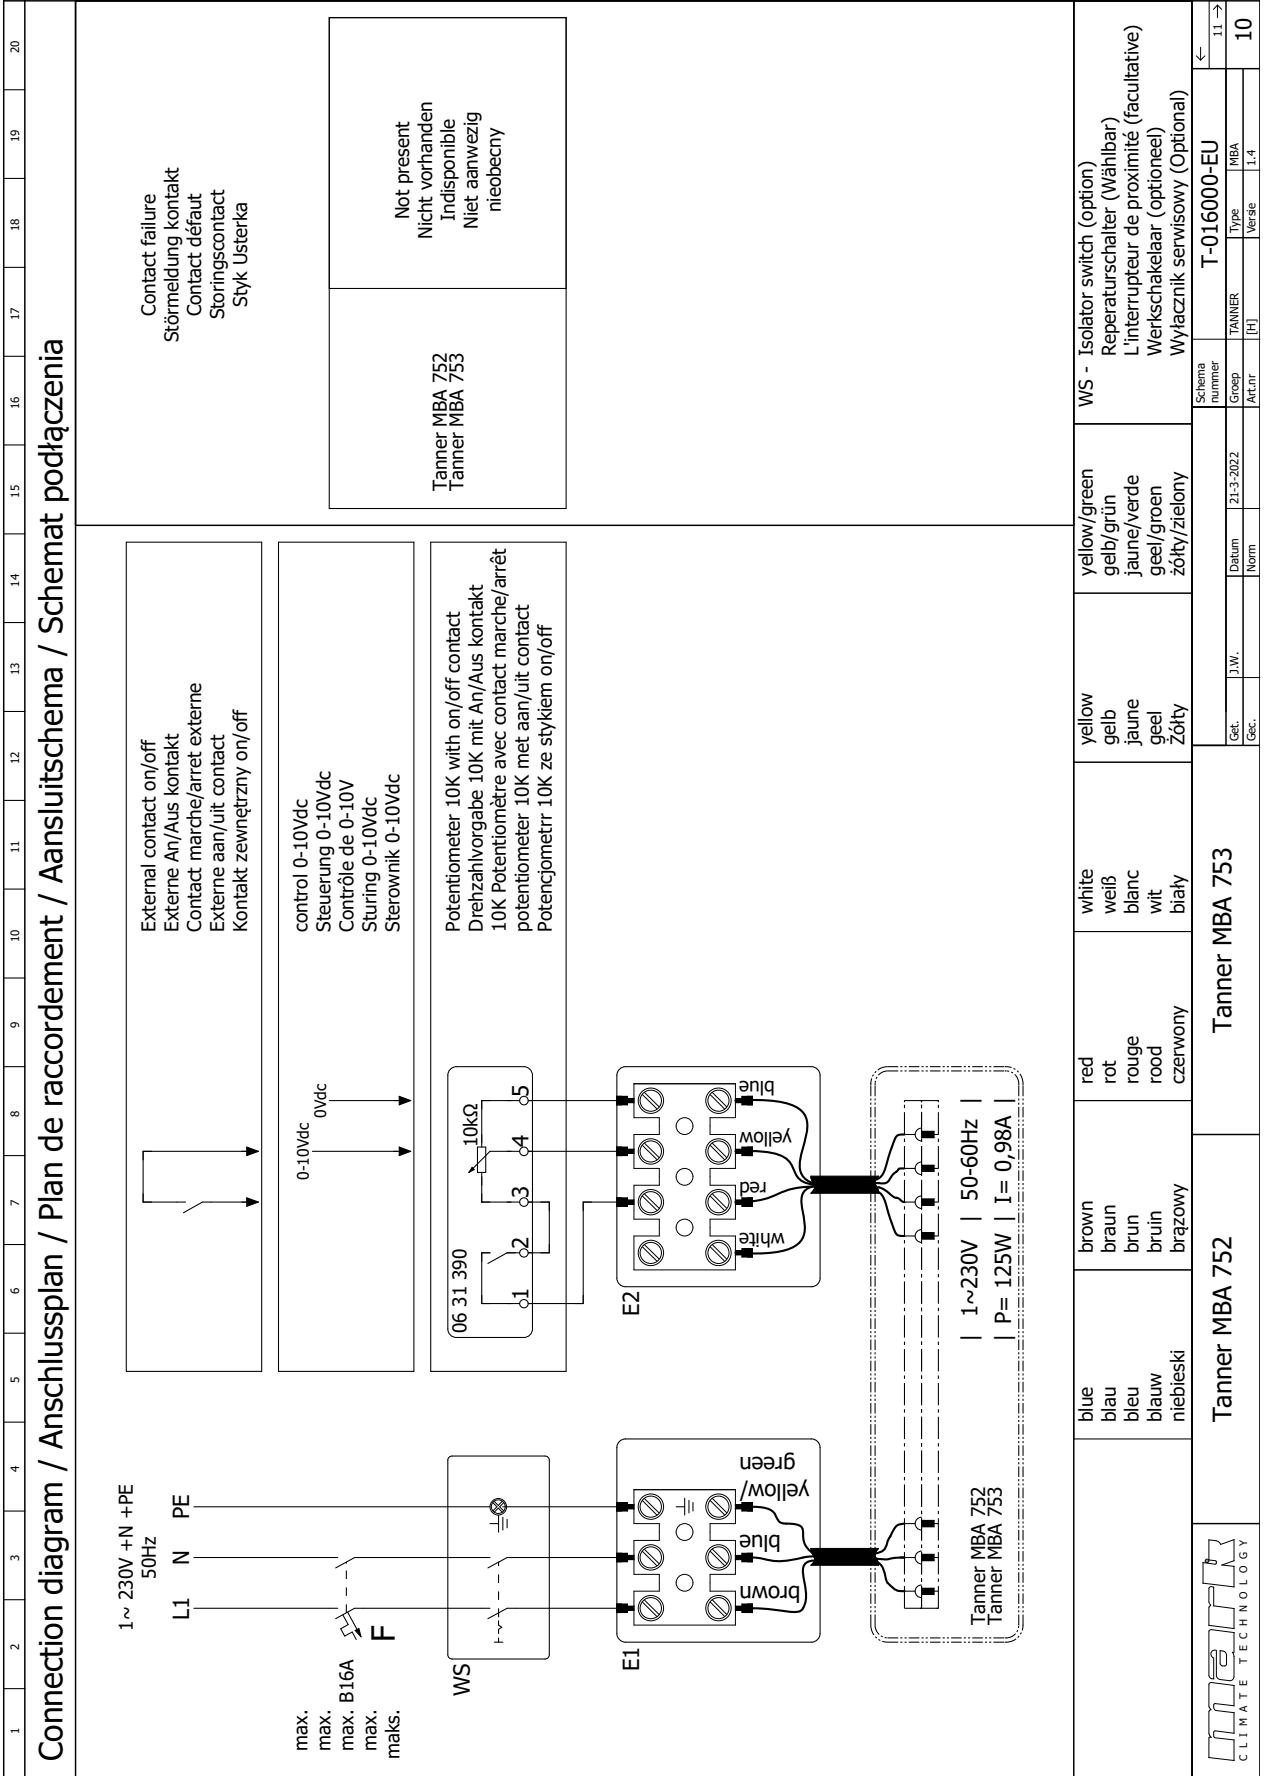 1 2 3 4 5 6 7 8 9 10 11 12 13 14 15 16 17 18 19 20
Connection diagram / Anschlussplan / Plan de raccordement / Aansluitschema / Schemat podłączenia
1~ 230V +N +PE
50Hz
L1 N PE
max.
max.
max. B16A
max.
maks.
F
WS
E1
brown
blue
yellow/
green
Tanner MBA 752
Tanner MBA 753
External contact on/off
Externe An/Aus kontakt
Contact marche/arret externe
Externe aan/uit contact
Kontakt zewnętrzny on/off
0-10Vdc
0Vdc
control 0-10Vdc
Steuerung 0-10Vdc
Contrôle de 0-10V
Sturing 0-10Vdc
Sterownik 0-10Vdc
06 31 390
10kΩ
1 2 3 4 5
Potentiometer 10K with on/off contact
Drehzahlvorgabe 10K mit An/Aus kontakt
10K Potentiomètre avec contact marche/arrêt
potentiometer 10K met aan/uit contact
Potencjometrr 10K ze stykiem on/off
E2
white
red
yellow
blue
| 1~230V | 50-60Hz |
| P= 125W | I= 0,98A |
Contact failure
Störmeldung kontakt
Contact défaut
Storingscontact
Styk Usterka
Tanner MBA 752
Tanner MBA 753
Not present
Nicht vorhanden
Indisponible
Niet aanwezig
nieobecny
blue
blau
bleu
blauw
niebieski
brown
braun
brun
bruin
brązowy
red
rot
rouge
rood
czerwony
white
weiß
blanc
wit
biały
yellow
gelb
jaune
geel
Żółty
yellow/green
gelb/grün
jaune/verde
geel/groen
żółty/zielony
WS - Isolator switch (option)
Reperaturschalter (Wählbar)
L'interrupteur de proximité (facultative)
Werkschakelaar (optioneel)
Wyłacznik serwisowy (Optional)
mark
CLIMATE TECHNOLOGY
Tanner MBA 752
Tanner MBA 753
Get. J.W.
Gec.
Datum 21-3-2022
Norm
Schema
nummer
T-016000-EU
Groep TANNER
Type MBA
Art.nr [H]
Versie 1.4
←
11 →
10